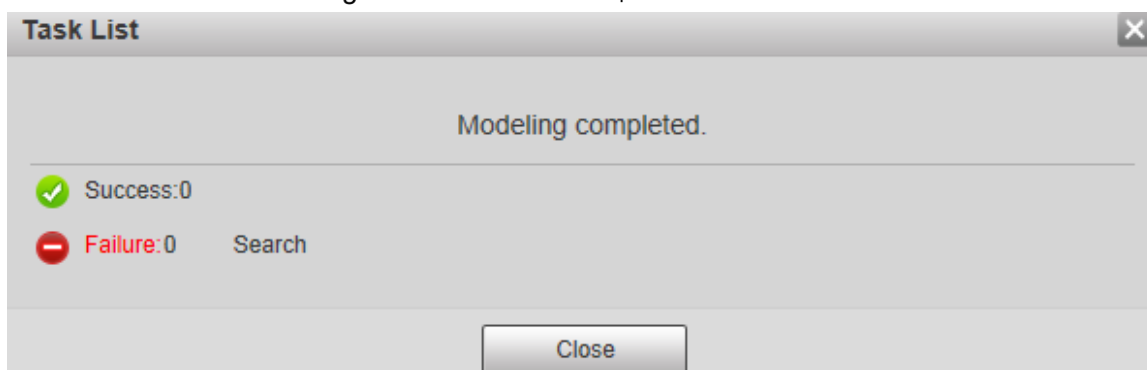 Task List
Modeling completed.
Success:0
Failure:0 Search
Close